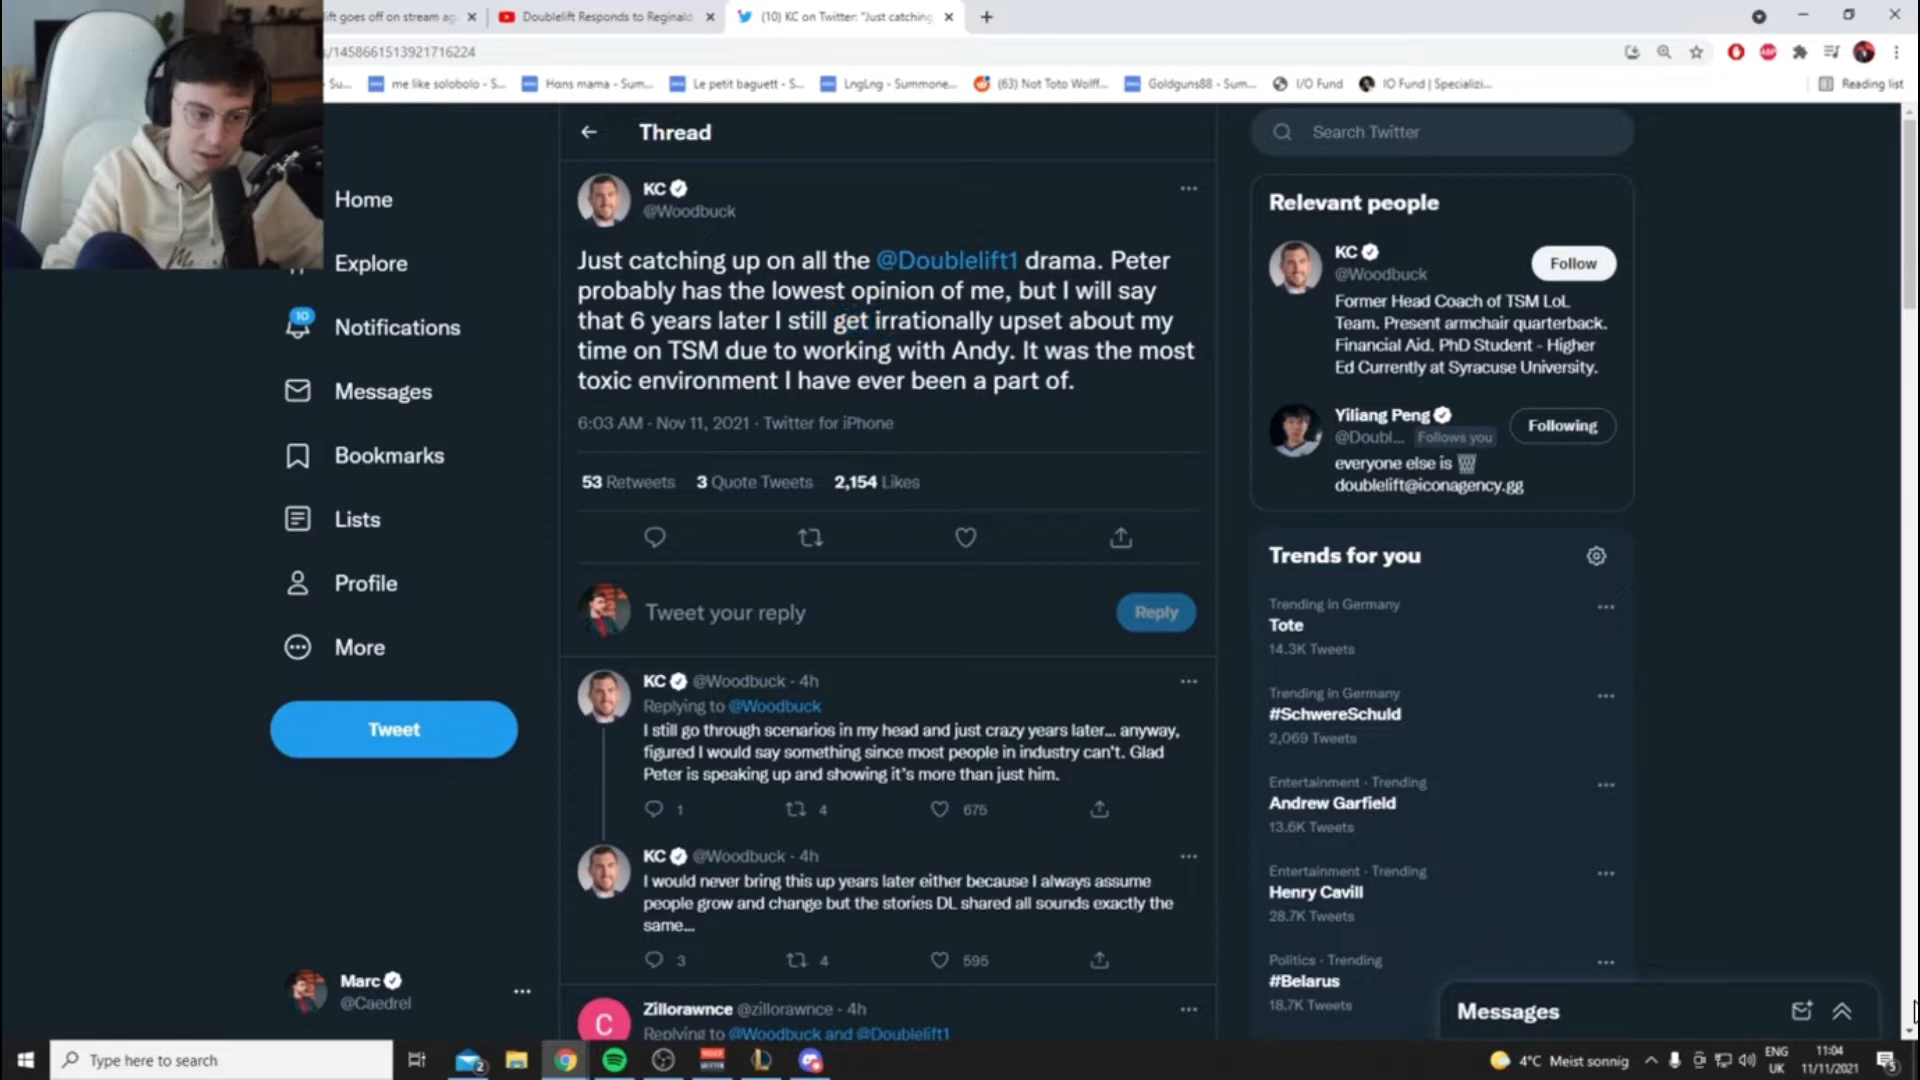 ift goes off on stream ag
Doublelift Responds to Reginald
(10) KC on Twitter: "Just catching
/1458661513921716224
Su...
me like solobolo - S...
Hans mama - Sum...
Le petit baguett - S...
LngLng - Summone...
(63) Not Toto Wolff...
Goldguns88 - Sum...
I/O Fund
IO Fund | Specializi...
Reading list
ABP
Home
Explore
10
Notifications
Messages
Bookmarks
Lists
Profile
More
Tweet
Marc
@Caedrel
Thread
KC
@Woodbuck
Just catching up on all the @Doublelift1 drama. Peter
probably has the lowest opinion of me, but I will say
that 6 years later I still get irrationally upset about my
time on TSM due to working with Andy. It was the most
toxic environment I have ever been a part of.
6:03 AM · Nov 11, 2021 · Twitter for iPhone
53 Retweets 3 Quote Tweets 2,154 Likes
Tweet your reply
Reply
KC @Woodbuck · 4h
Replying to @Woodbuck
I still go through scenarios in my head and just crazy years later... anyway,
figured I would say something since most people in industry can't. Glad
Peter is speaking up and showing it's more than just him.
1 4 675
KC @Woodbuck · 4h
I would never bring this up years later either because I always assume
people grow and change but the stories DL shared all sounds exactly the
same...
3 4 595
C
Zillorawnce @zillorawnce · 4h
Replying to @Woodbuck and @Doublelift1
Search Twitter
Relevant people
KC
@Woodbuck
Follow
Former Head Coach of TSM LoL
Team. Present armchair quarterback.
Financial Aid. PhD Student - Higher
Ed Currently at Syracuse University.
Yiliang Peng
@Doubl... Follows you
Following
everyone else is
doublelift@iconagency.gg
Trends for you
Trending in Germany
Tote
14.3K Tweets
Trending in Germany
#SchwereSchuld
2,069 Tweets
Entertainment · Trending
Andrew Garfield
13.6K Tweets
Entertainment · Trending
Henry Cavill
28.7K Tweets
Politics · Trending
#Belarus
18.7K Tweets
Messages
Type here to search
2
4°C Meist sonnig
ENG
UK
11:04
11/11/2021
5